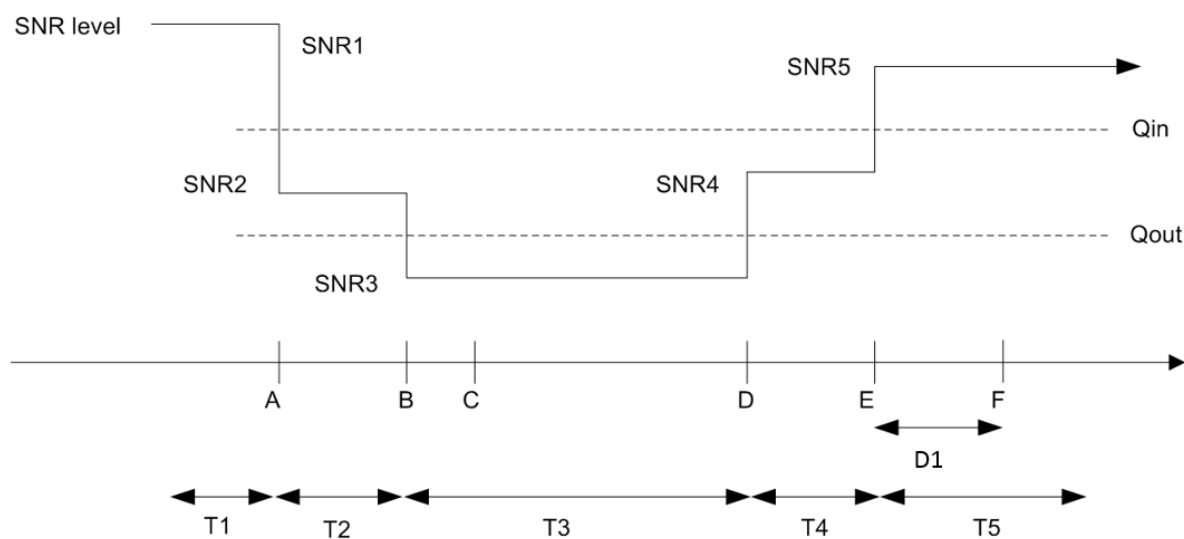 SNR level
SNR1
SNR5
Qin
SNR2
SNR4
Qout
SNR3
A B C D E F
D1
T1 T2 T3 T4 T5